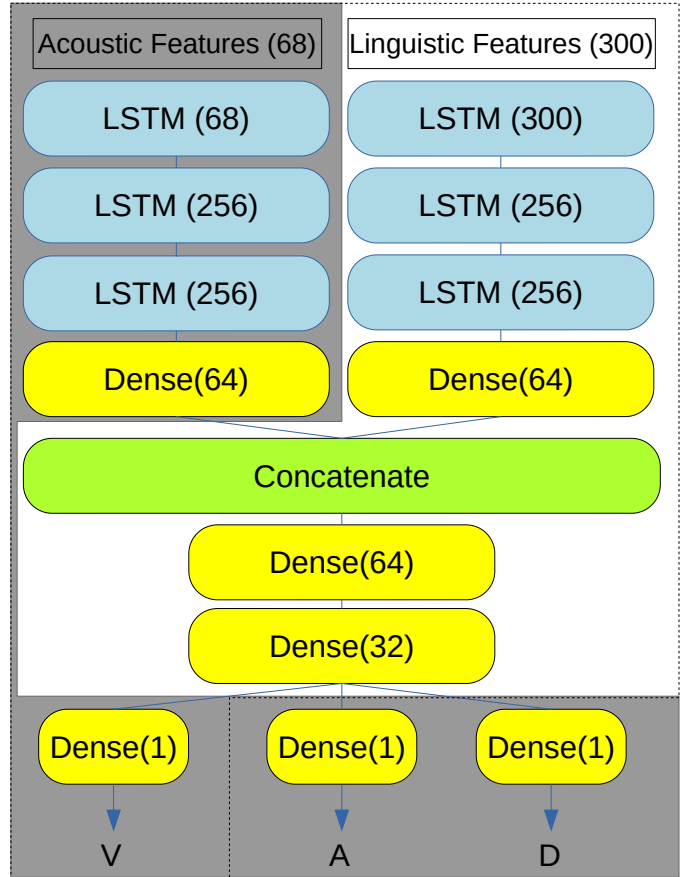 Acoustic Features (68)
Linguistic Features (300)
LSTM (68)
LSTM (300)
LSTM (256)
LSTM (256)
LSTM (256)
LSTM (256)
Dense(64)
Dense(64)
Concatenate
Dense(64)
Dense(32)
Dense(1)
Dense(1)
Dense(1)
V
A
D